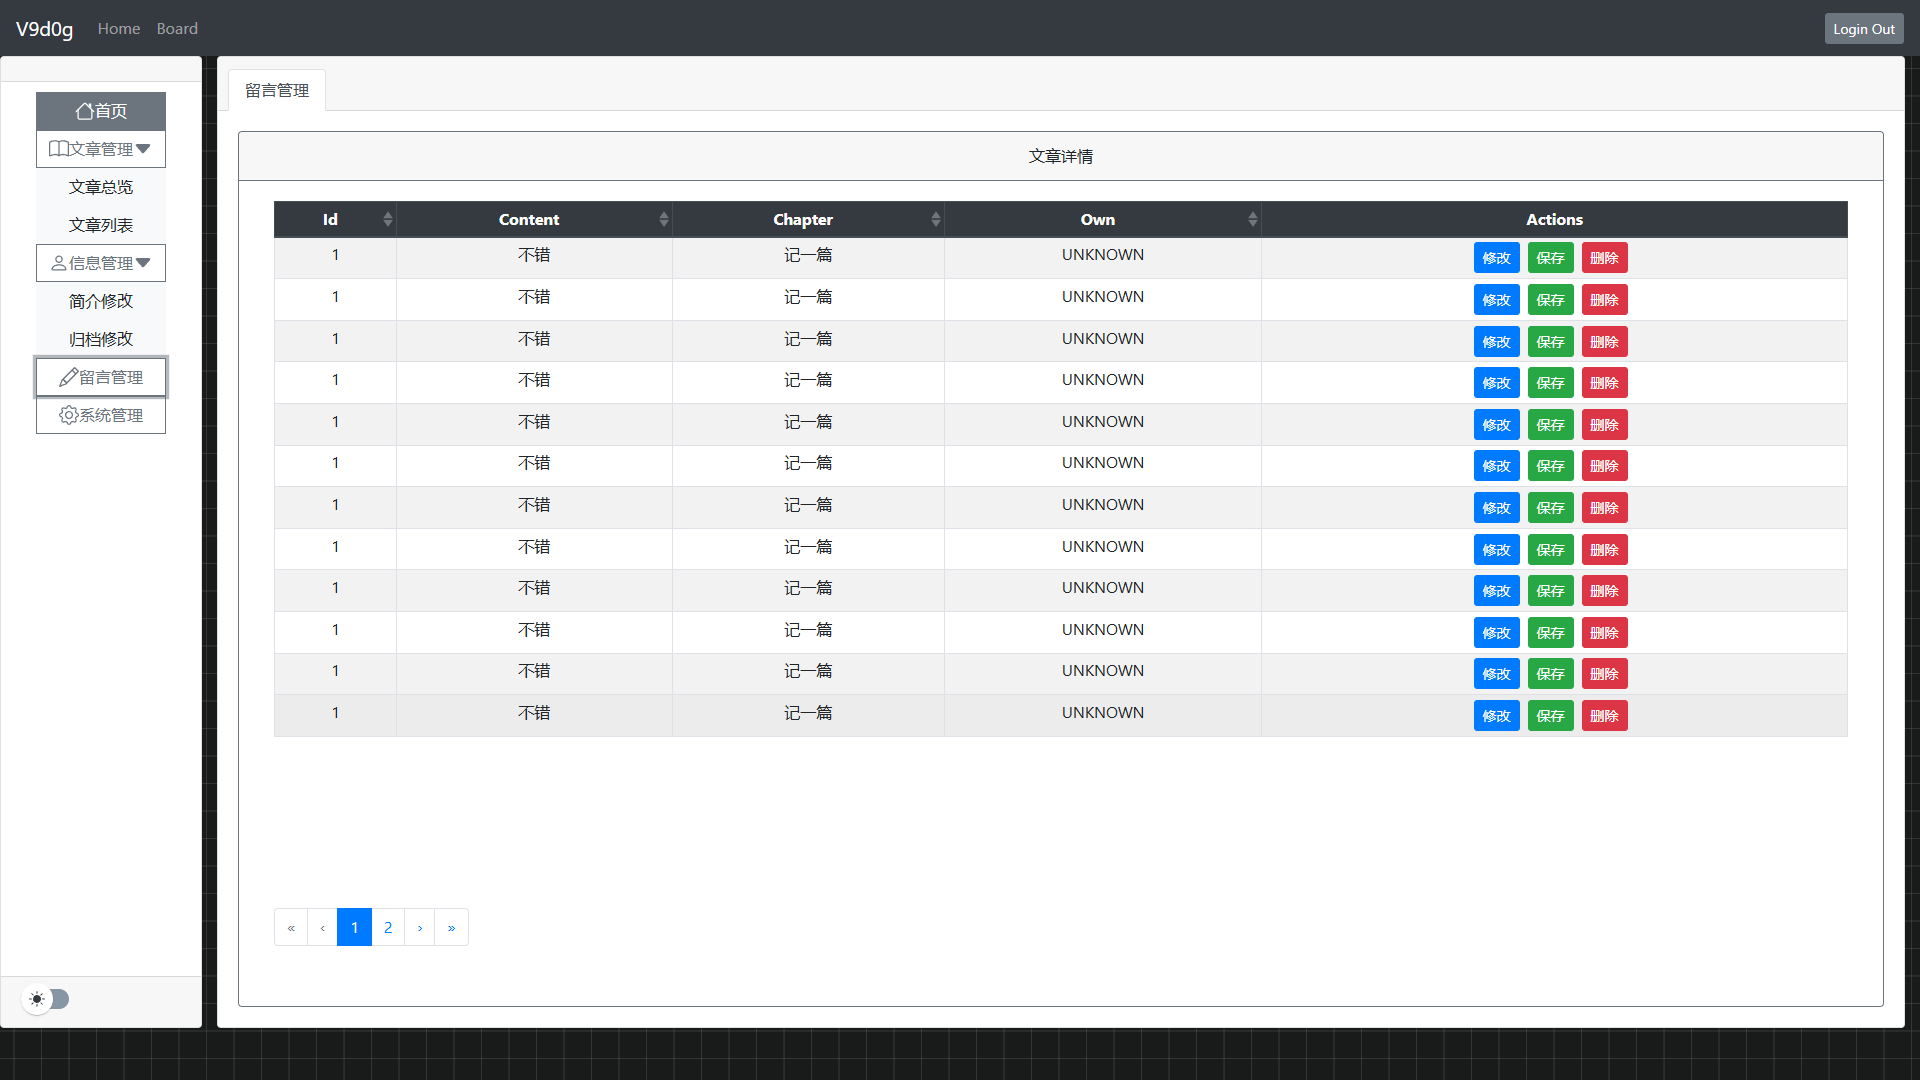 V9d0g Home Board Login Out
首页
文章管理
文章总览
文章列表
信息管理
简介修改
归档修改
留言管理
系统管理
留言管理
文章详情
Id Content Chapter Own Actions
1 不错 记一篇 UNKNOWN 修改 保存 删除
1 不错 记一篇 UNKNOWN 修改 保存 删除
1 不错 记一篇 UNKNOWN 修改 保存 删除
1 不错 记一篇 UNKNOWN 修改 保存 删除
1 不错 记一篇 UNKNOWN 修改 保存 删除
1 不错 记一篇 UNKNOWN 修改 保存 删除
1 不错 记一篇 UNKNOWN 修改 保存 删除
1 不错 记一篇 UNKNOWN 修改 保存 删除
1 不错 记一篇 UNKNOWN 修改 保存 删除
1 不错 记一篇 UNKNOWN 修改 保存 删除
1 不错 记一篇 UNKNOWN 修改 保存 删除
1 不错 记一篇 UNKNOWN 修改 保存 删除
« ‹ 1 2 › »